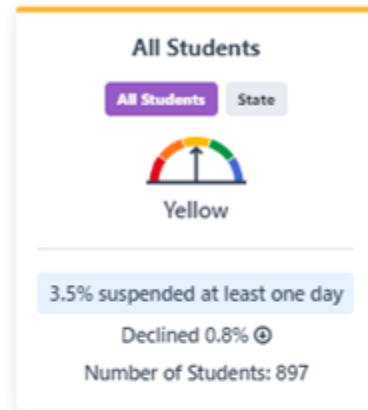 All Students
All Students State
Yellow
3.5% suspended at least one day
Declined 0.8%
Number of Students: 897